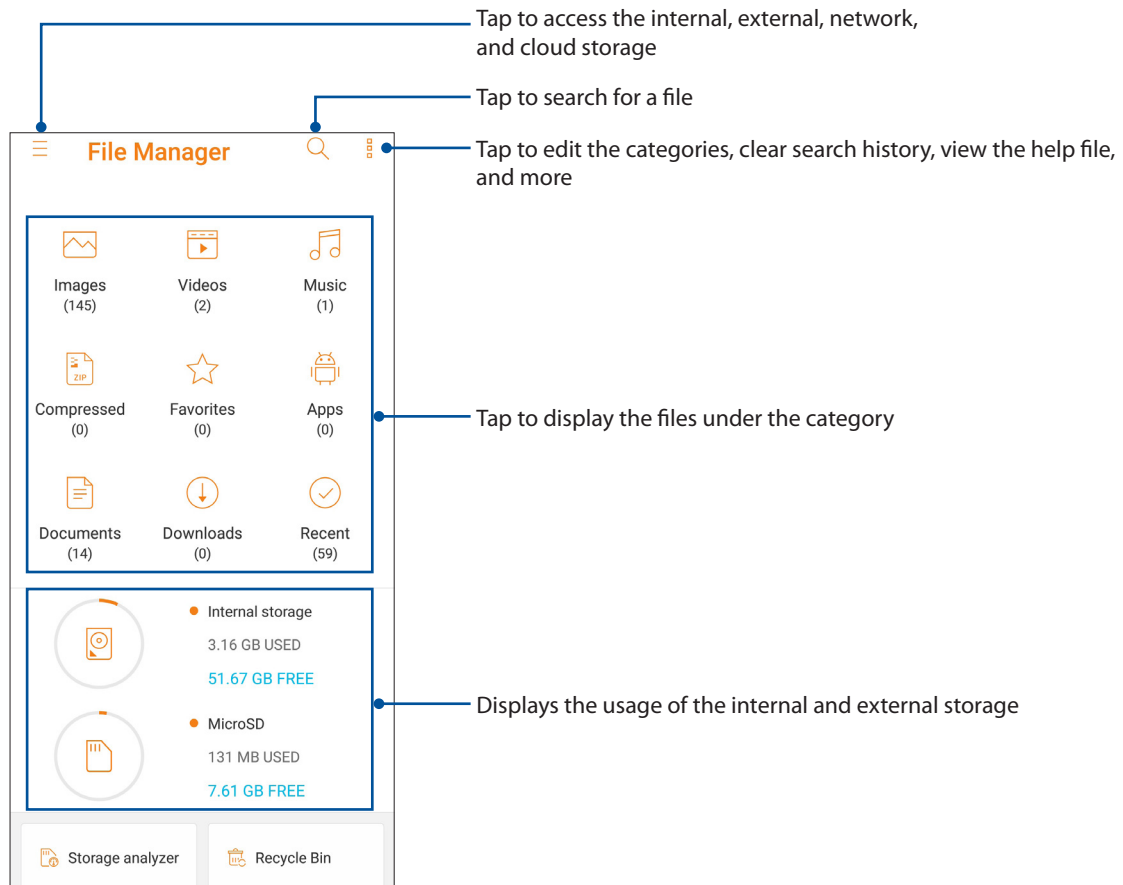 Tap to access the internal, external, network,
and cloud storage
Tap to search for a file
File Manager
Tap to edit the categories, clear search history, view the help file,
and more
Images
(145)
Videos
(2)
Music
(1)
ZIP
Compressed
(0)
Favorites
(0)
Apps
(0)
Tap to display the files under the category
Documents
(14)
Downloads
(0)
Recent
(59)
Internal storage
3.16 GB USED
51.67 GB FREE
Displays the usage of the internal and external storage
MicroSD
131 MB USED
7.61 GB FREE
Storage analyzer
Recycle Bin